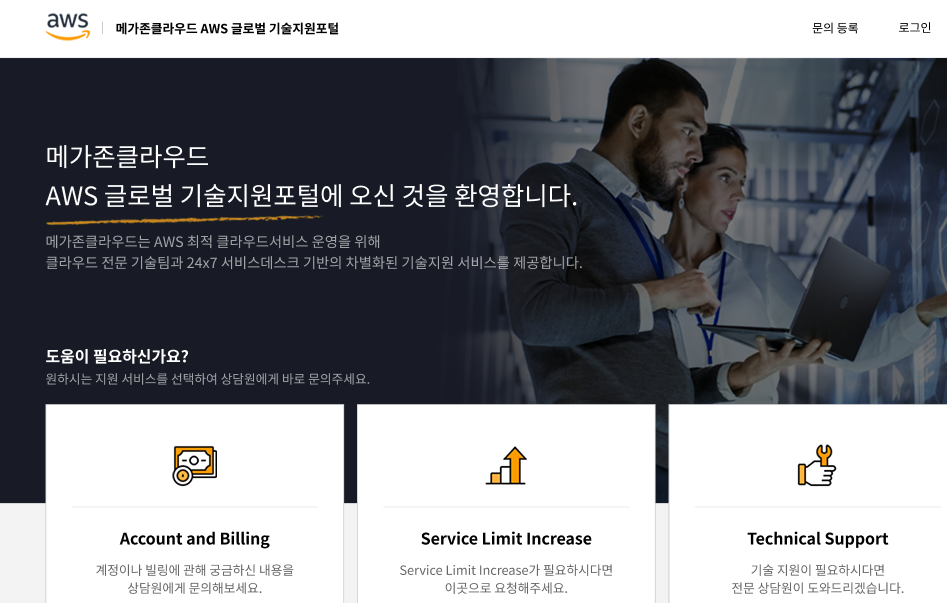 aws
메가존클라우드 AWS 글로벌 기술지원포털
문의 등록
로그인
메가존클라우드
AWS 글로벌 기술지원포털에 오신 것을 환영합니다.
메가존클라우드는 AWS 최적 클라우드서비스 운영을 위해
클라우드 전문 기술팀과 24x7 서비스데스크 기반의 차별화된 기술지원 서비스를 제공합니다.
도움이 필요하신가요?
원하시는 지원 서비스를 선택하여 상담원에게 바로 문의주세요.
Account and Billing
계정이나 빌링에 관해 궁금하신 내용을
상담원에게 문의해보세요.
Service Limit Increase
Service Limit Increase가 필요하시다면
이곳으로 요청해주세요.
Technical Support
기술 지원이 필요하시다면
전문 상담원이 도와드리겠습니다.